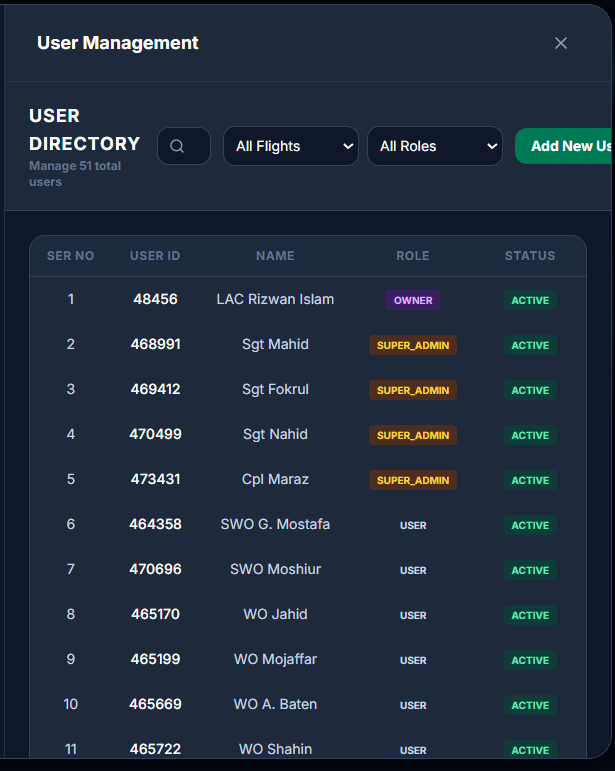 User Management
USER
DIRECTORY
Manage 51 total
users
All Flights
All Roles
Add New Us
SER NO USER ID NAME ROLE STATUS
1 48456 LAC Rizwan Islam OWNER ACTIVE
2 468991 Sgt Mahid SUPER_ADMIN ACTIVE
3 469412 Sgt Fokrul SUPER_ADMIN ACTIVE
4 470499 Sgt Nahid SUPER_ADMIN ACTIVE
5 473431 Cpl Maraz SUPER_ADMIN ACTIVE
6 464358 SWO G. Mostafa USER ACTIVE
7 470696 SWO Moshiur USER ACTIVE
8 465170 WO Jahid USER ACTIVE
9 465199 WO Mojaffar USER ACTIVE
10 465669 WO A. Baten USER ACTIVE
11 465722 WO Shahin USER ACTIVE